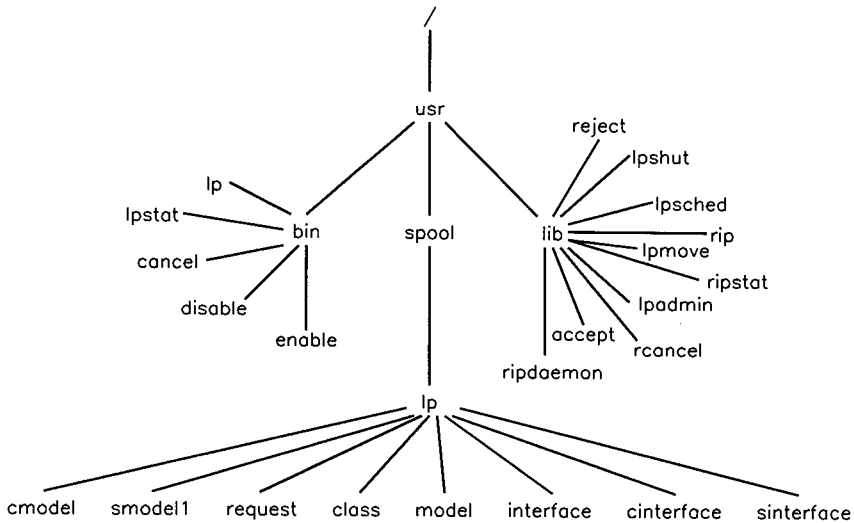 /
usr
reject
lpshut
lp
lpstat
lpsched
bin
spool
lib
rip
lpmove
cancel
ripstat
disable
lpadmin
enable
accept
rcancel
ripdaemon
lp
cmodel
smodel1
request
class
model
interface
cinterface
sinterface